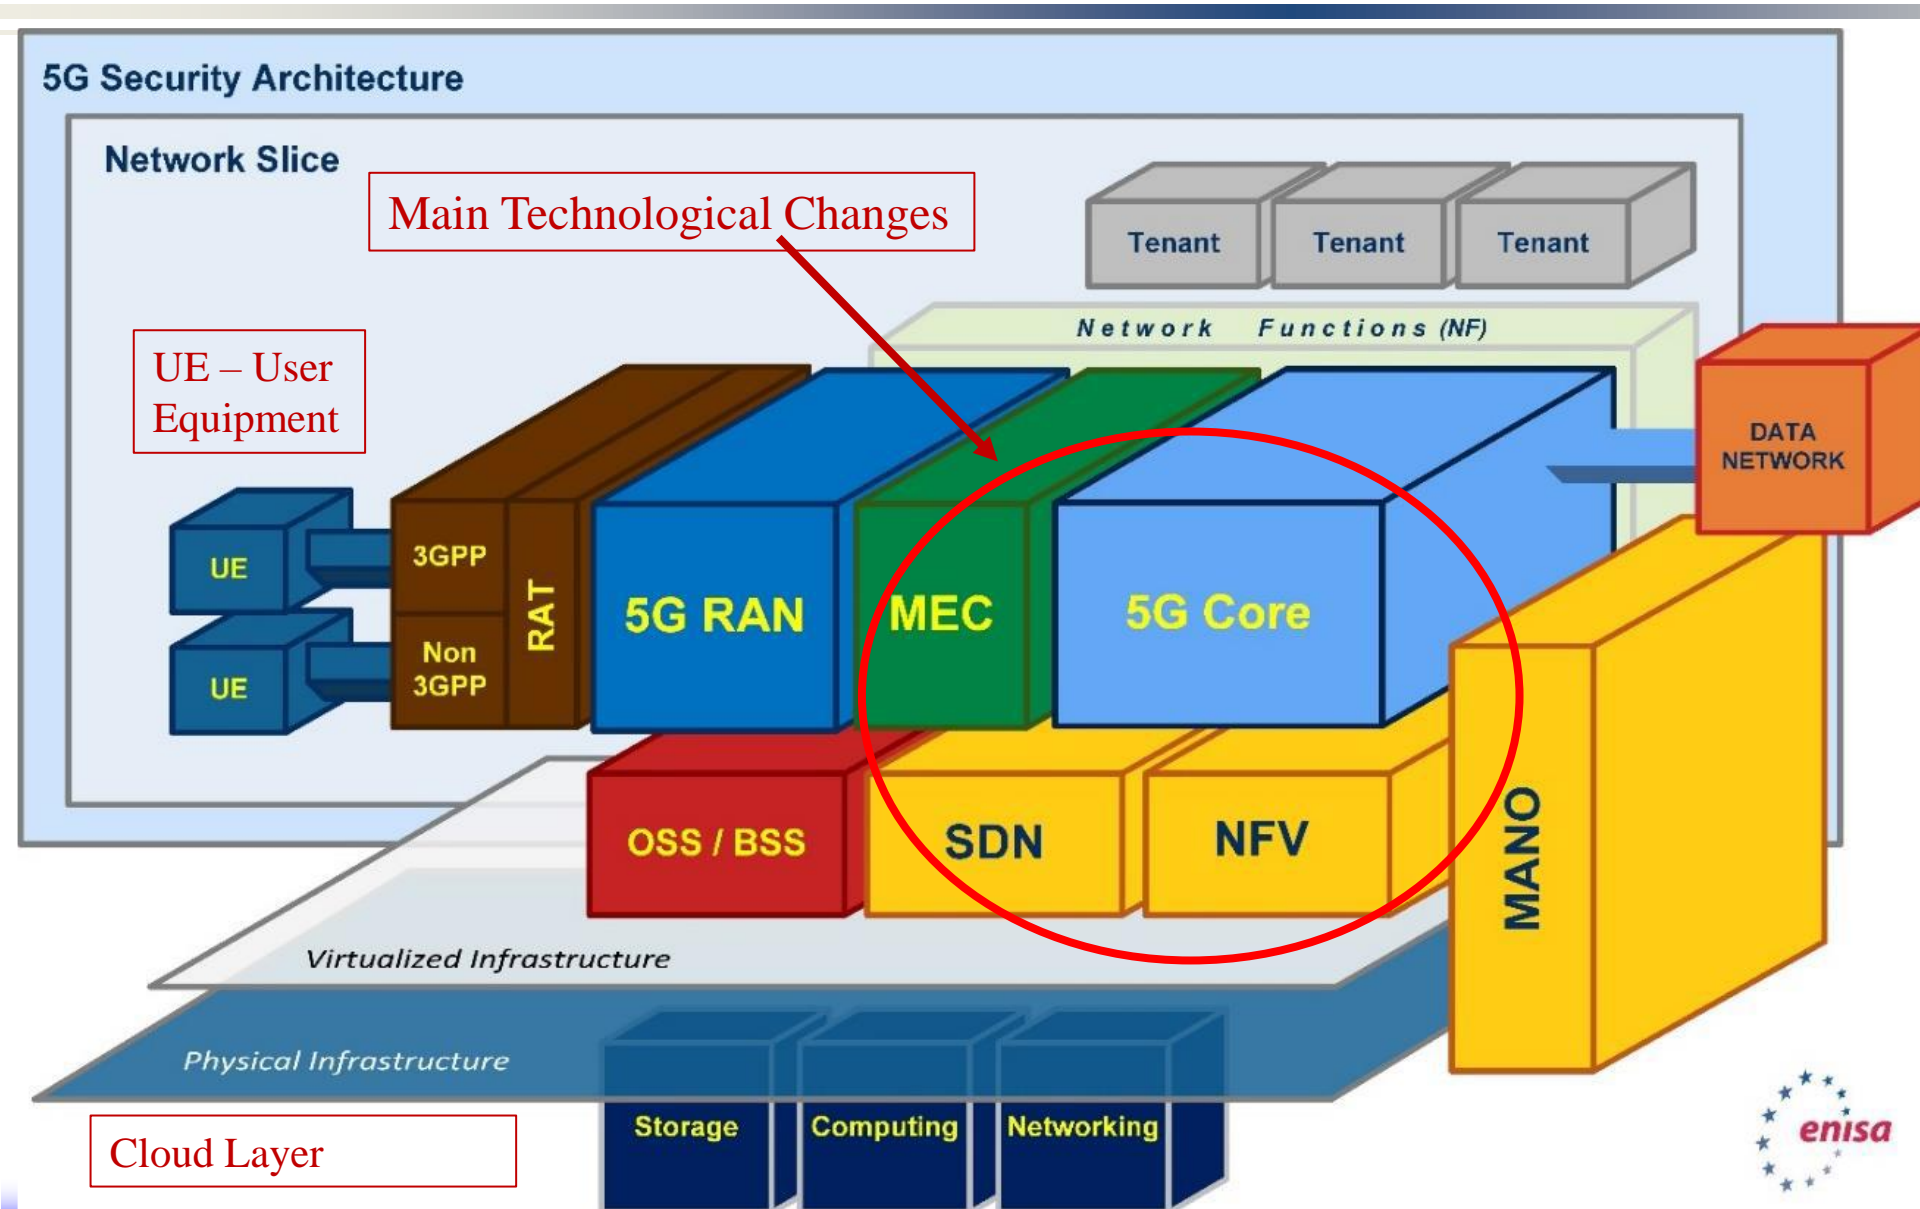 5G Security Architecture
Network Slice
Main Technological Changes
Tenant
Tenant
Tenant
Network Functions (NF)
UE – User
Equipment
DATA
NETWORK
UE
UE
3GPP
Non
3GPP
RAT
5G RAN
MEC
5G Core
OSS / BSS
SDN
NFV
MANO
Virtualized Infrastructure
Physical Infrastructure
Cloud Layer
Storage
Computing
Networking
enisa